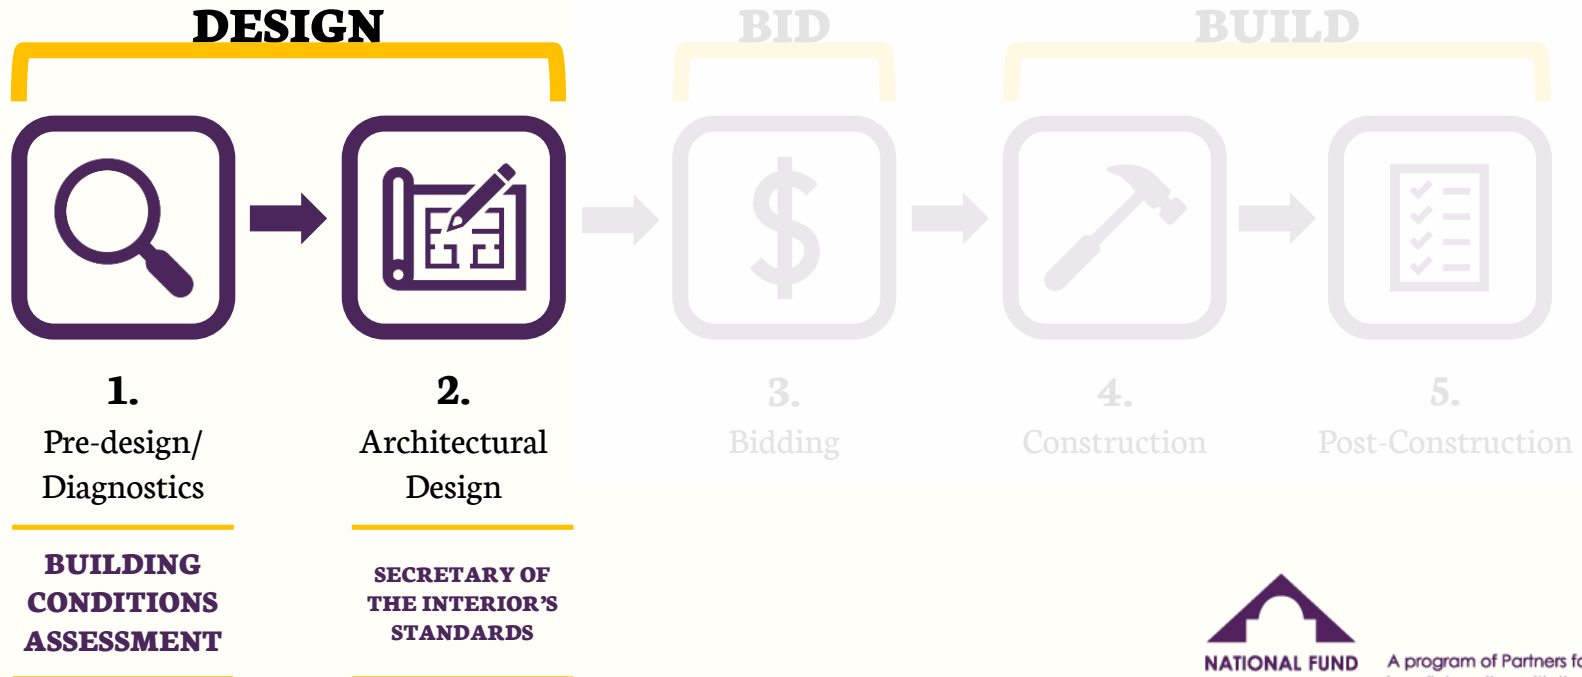 DESIGN
BID
BUILD
1.
Pre-design/
Diagnostics
2.
Architectural
Design
3.
Bidding
4.
Construction
5.
Post-Construction
BUILDING
CONDITIONS
ASSESSMENT
SECRETARY OF
THE INTERIOR’S
STANDARDS
NATIONAL FUND
A program of Partners